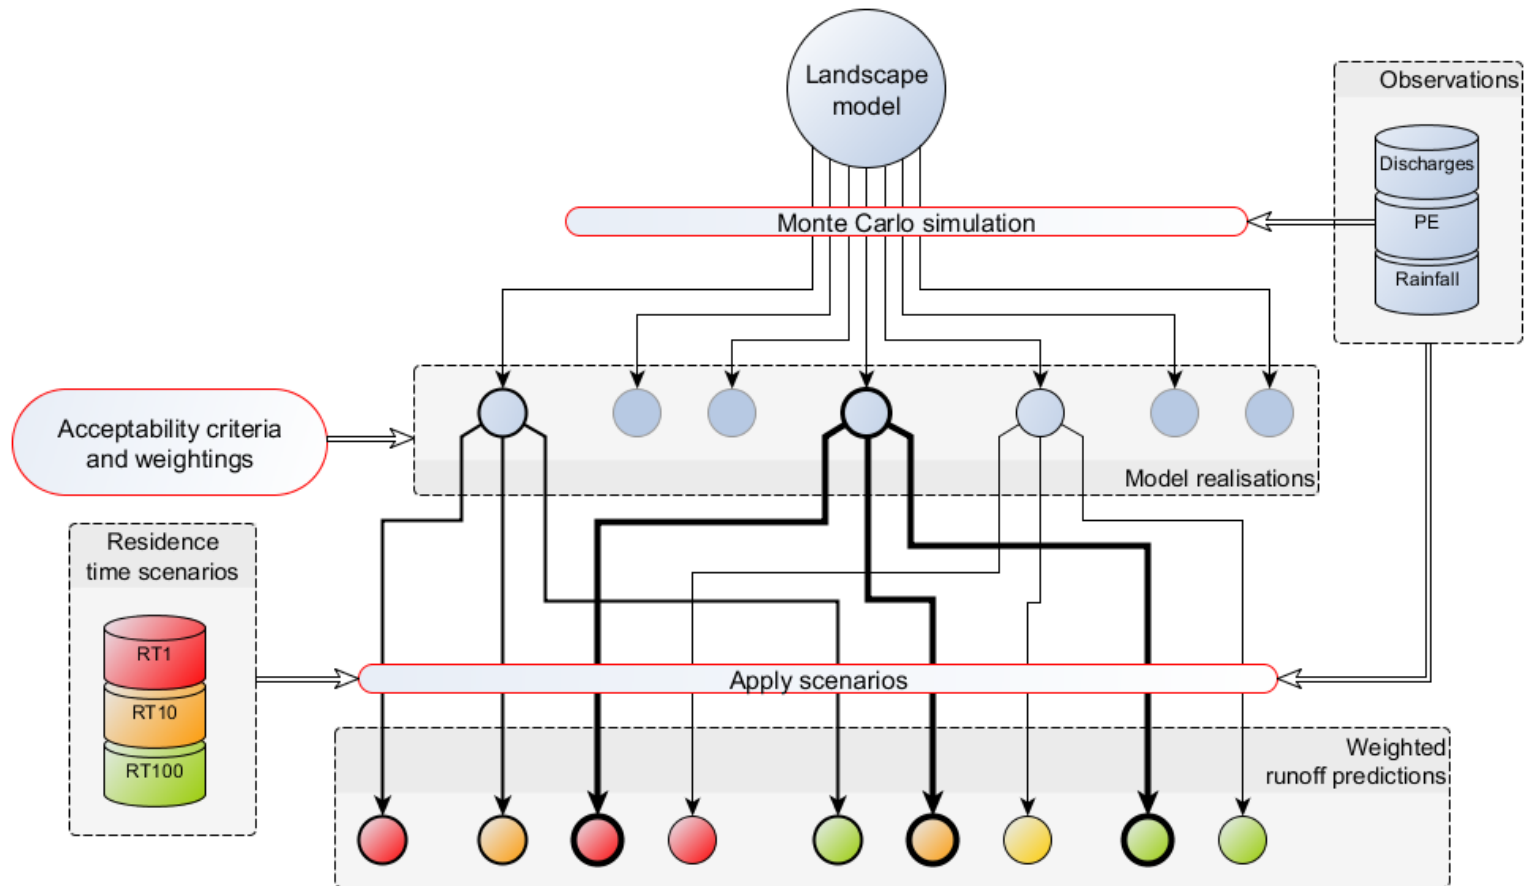 Landscape
model
Observations
Discharges
PE
Rainfall
Monte Carlo simulation
Acceptability criteria
and weightings
Model realisations
Residence
time scenarios
RT1
RT10
RT100
Apply scenarios
Weighted
runoff predictions